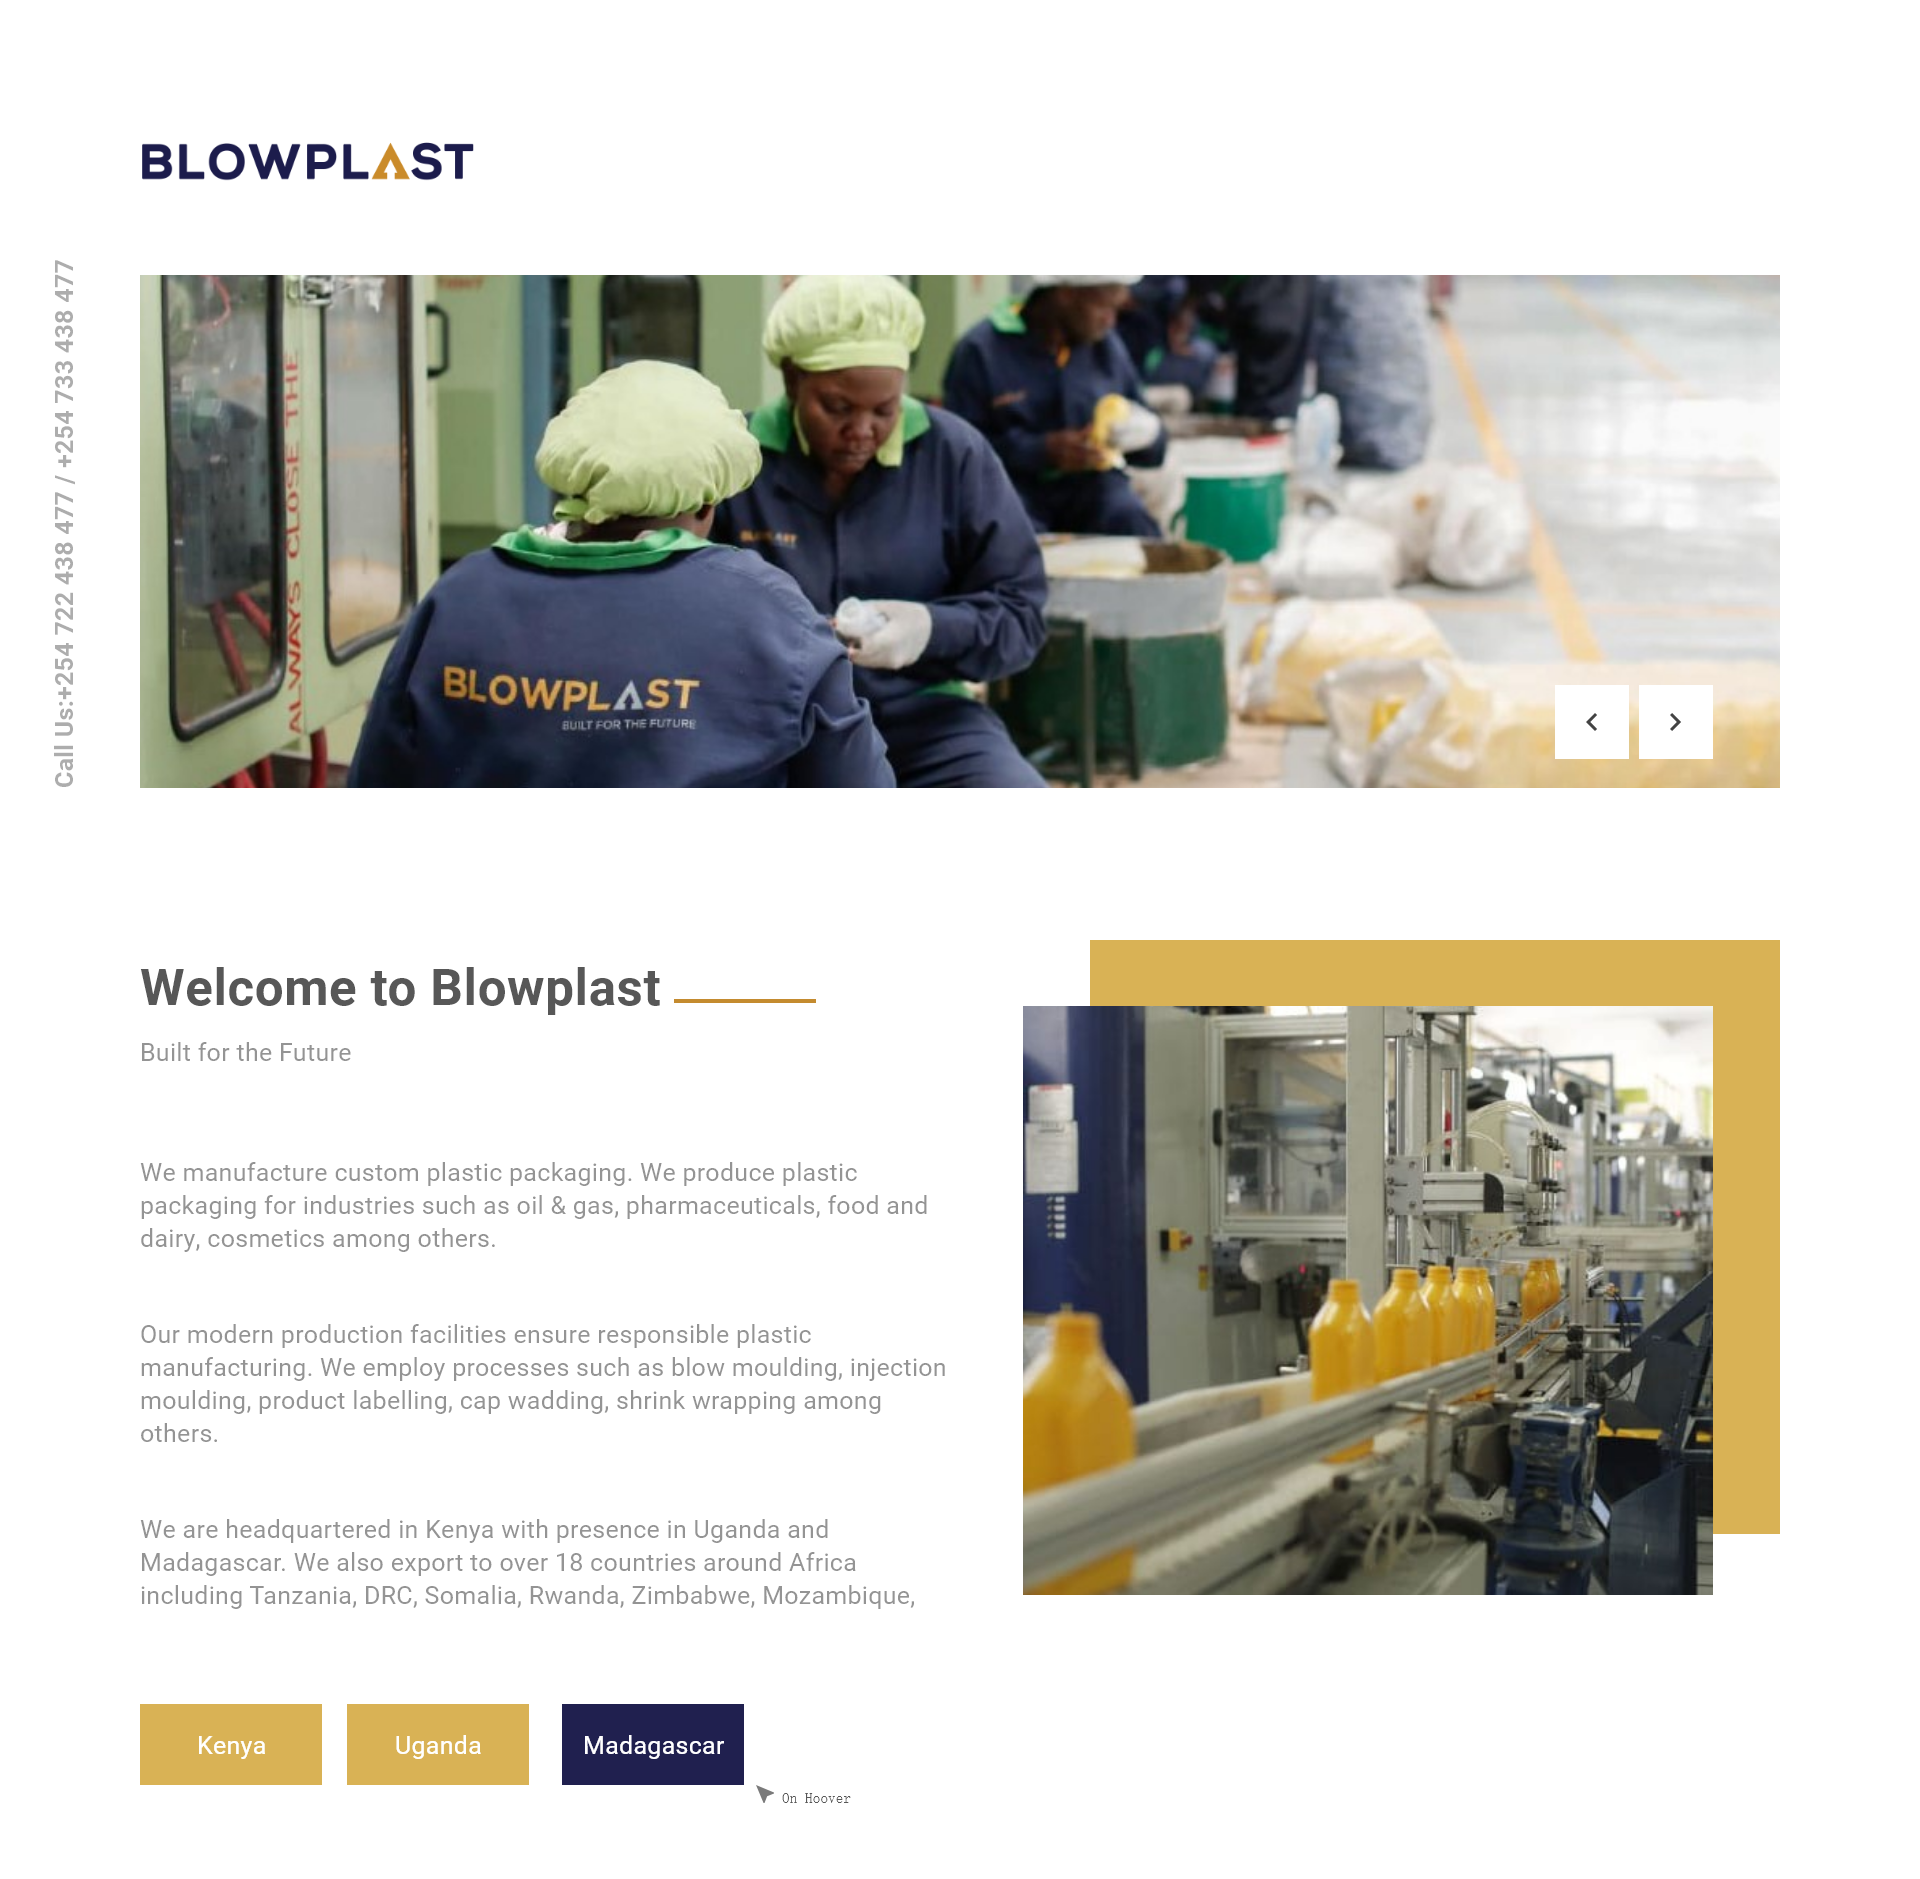 BLOWPLAST
Call Us:+254 722 438 477 / +254 733 438 477
ALWAYS CLOSE THE
BLOWPLAST
BLOWPLAST
BUILT FOR THE FUTURE
Welcome to Blowplast
Built for the Future
We manufacture custom plastic packaging. We produce plastic
packaging for industries such as oil & gas, pharmaceuticals, food and
dairy, cosmetics among others.
Our modern production facilities ensure responsible plastic
manufacturing. We employ processes such as blow moulding, injection
moulding, product labelling, cap wadding, shrink wrapping among
others.
We are headquartered in Kenya with presence in Uganda and
Madagascar. We also export to over 18 countries around Africa
including Tanzania, DRC, Somalia, Rwanda, Zimbabwe, Mozambique,
Kenya
Uganda
Madagascar
On Hoover